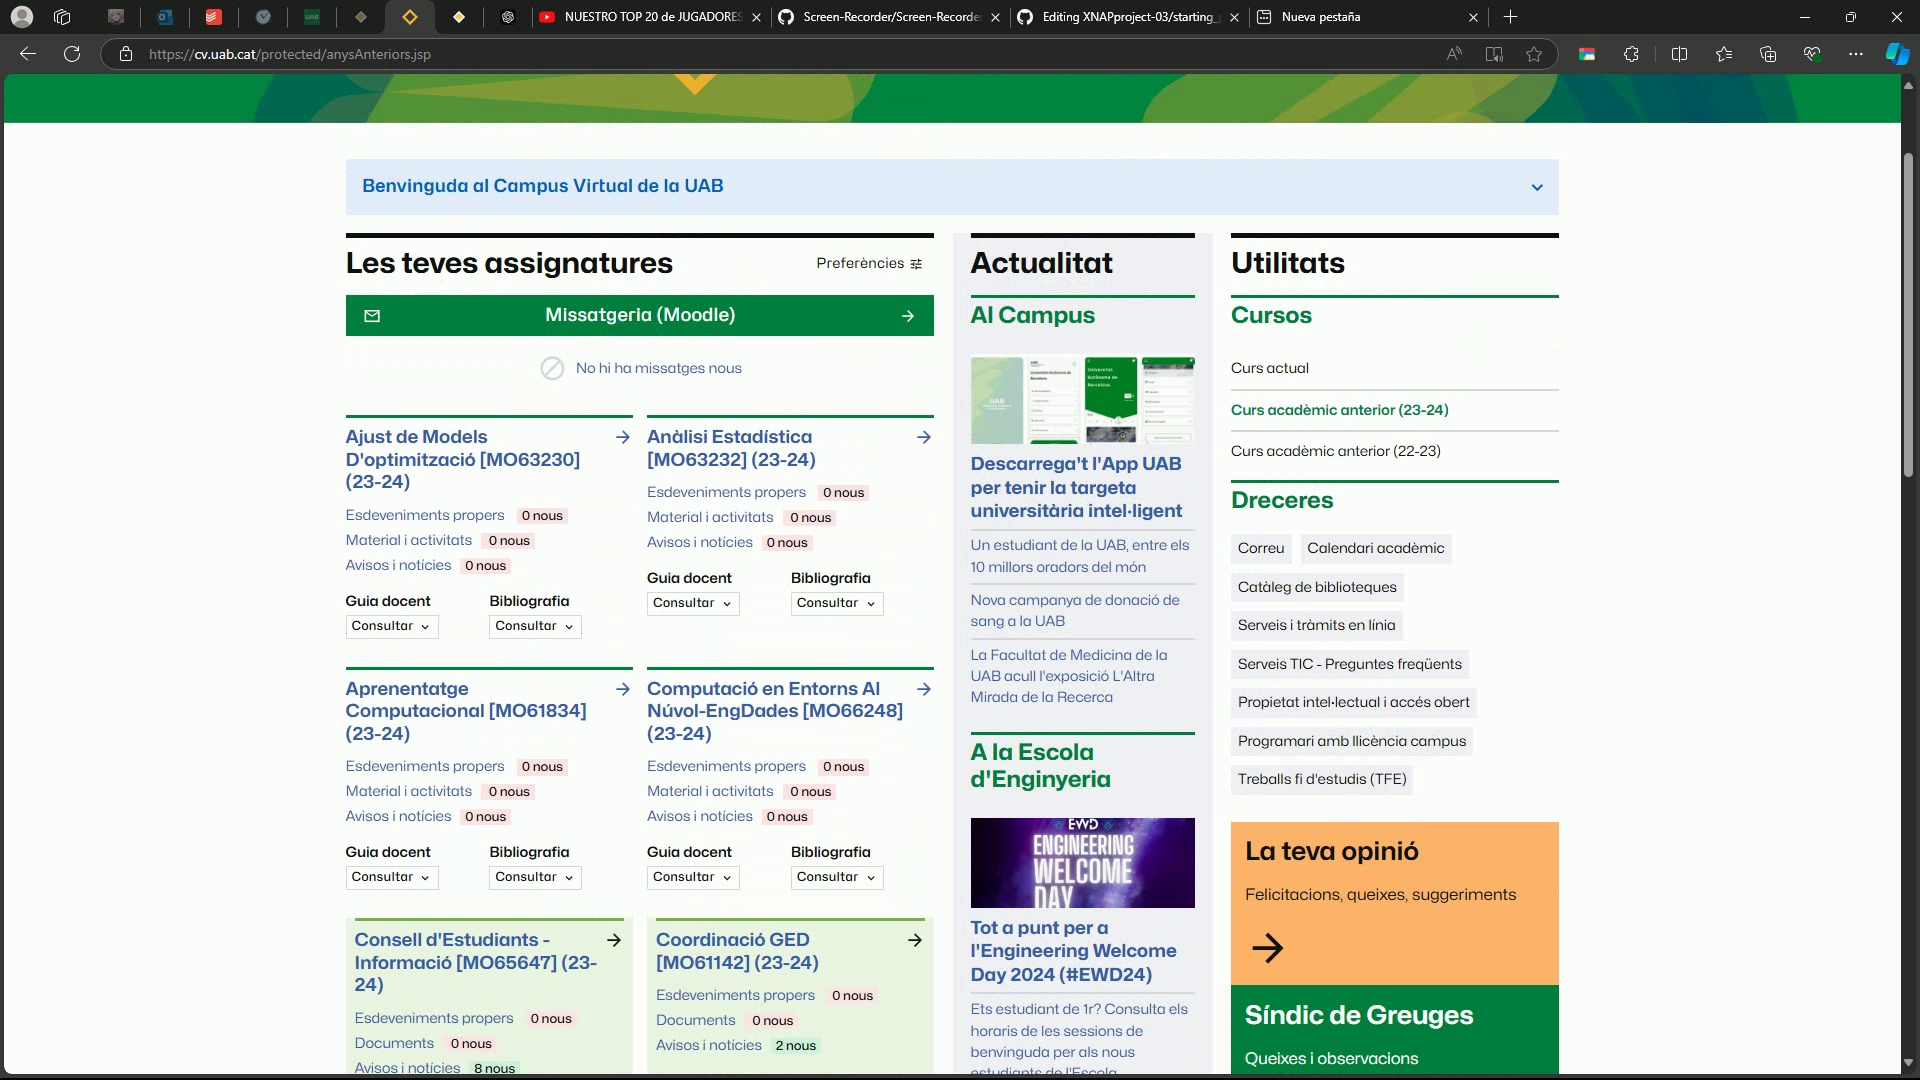 NUESTRO TOP 20 de JUGADORES
Screen-Recorder/Screen-Recorde
Editing XNAPproject-03/starting_
Nueva pestaña
https://cv.uab.cat/protected/anysAnteriors.jsp
Benvinguda al Campus Virtual de la UAB
Les teves assignatures
Preferències
Missatgeria (Moodle)
No hi ha missatges nous
Ajust de Models
D'optimització [MO63230]
(23-24)
Esdeveniments propers 0 nous
Material i activitats 0 nous
Avisos i notícies 0 nous
Guia docent Bibliografia
Consultar Consultar
Anàlisi Estadística
[MO63232] (23-24)
Esdeveniments propers 0 nous
Material i activitats 0 nous
Avisos i notícies 0 nous
Guia docent Bibliografia
Consultar Consultar
Aprenentatge
Computacional [MO61834]
(23-24)
Esdeveniments propers 0 nous
Material i activitats 0 nous
Avisos i notícies 0 nous
Guia docent Bibliografia
Consultar Consultar
Computació en Entorns Al
Núvol-EngDades [MO66248]
(23-24)
Esdeveniments propers 0 nous
Material i activitats 0 nous
Avisos i notícies 0 nous
Guia docent Bibliografia
Consultar Consultar
Consell d'Estudiants -
Informació [MO65647] (23-
24)
Esdeveniments propers 0 nous
Documents 0 nous
Avisos i notícies 8 nous
Coordinació GED
[MO61142] (23-24)
Esdeveniments propers 0 nous
Documents 0 nous
Avisos i notícies 2 nous
Actualitat
Al Campus
Descarrega't l'App UAB
per tenir la targeta
universitària intel·ligent
Un estudiant de la UAB, entre els
10 millors oradors del món
Nova campanya de donació de
sang a la UAB
La Facultat de Medicina de la
UAB acull l'exposició L'Altra
Mirada de la Recerca
A la Escola
d'Enginyeria
EWD
ENGINEERING
WELCOME
DAY
Tot a punt per a
l'Engineering Welcome
Day 2024 (#EWD24)
Ets estudiant de 1r? Consulta els
horaris de les sessions de
benvinguda per als nous
estudiants de l'Escola
Utilitats
Cursos
Curs actual
Curs acadèmic anterior (23-24)
Curs acadèmic anterior (22-23)
Dreceres
Correu Calendari acadèmic
Catàleg de biblioteques
Serveis i tràmits en línia
Serveis TIC - Preguntes freqüents
Propietat intel·lectual i accés obert
Programari amb llicència campus
Treballs fi d'estudis (TFE)
La teva opinió
Felicitacions, queixes, suggeriments
Síndic de Greuges
Queixes i observacions